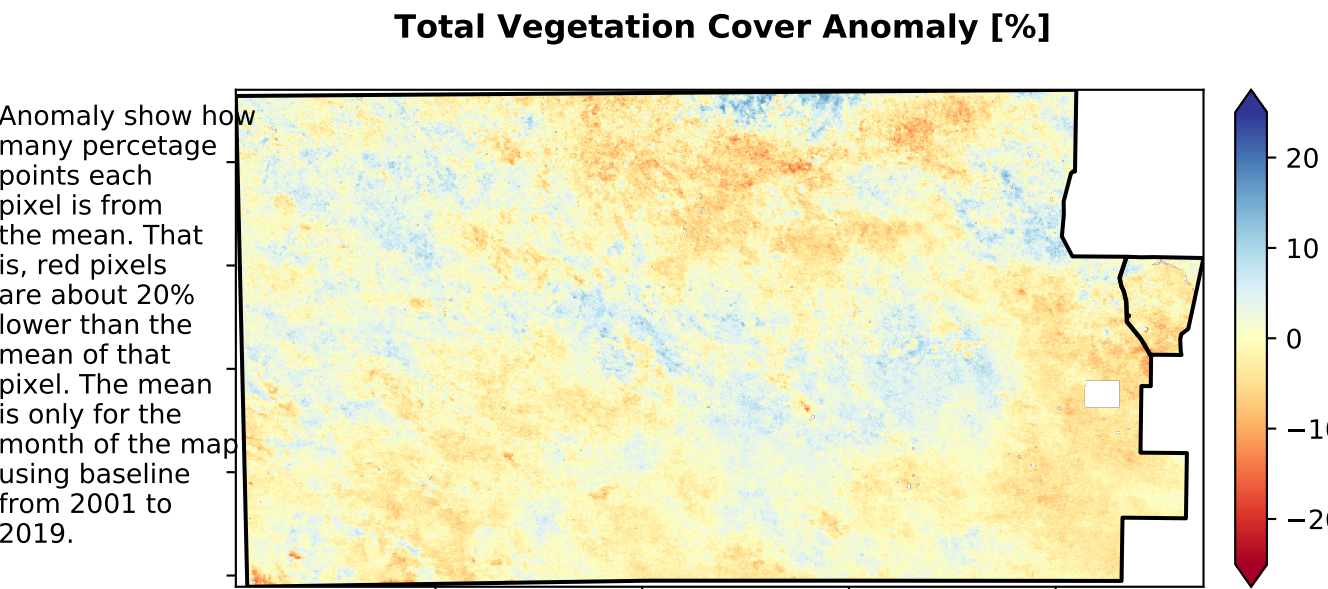 Total Vegetation Cover Anomaly [%]
Anomaly show how
many percetage
points each
pixel is from
the mean. That
is, red pixels
are about 20%
lower than the
mean of that
pixel. The mean
is only for the
month of the map
using baseline
from 2001 to
2019.
20
10
0
−10
−20